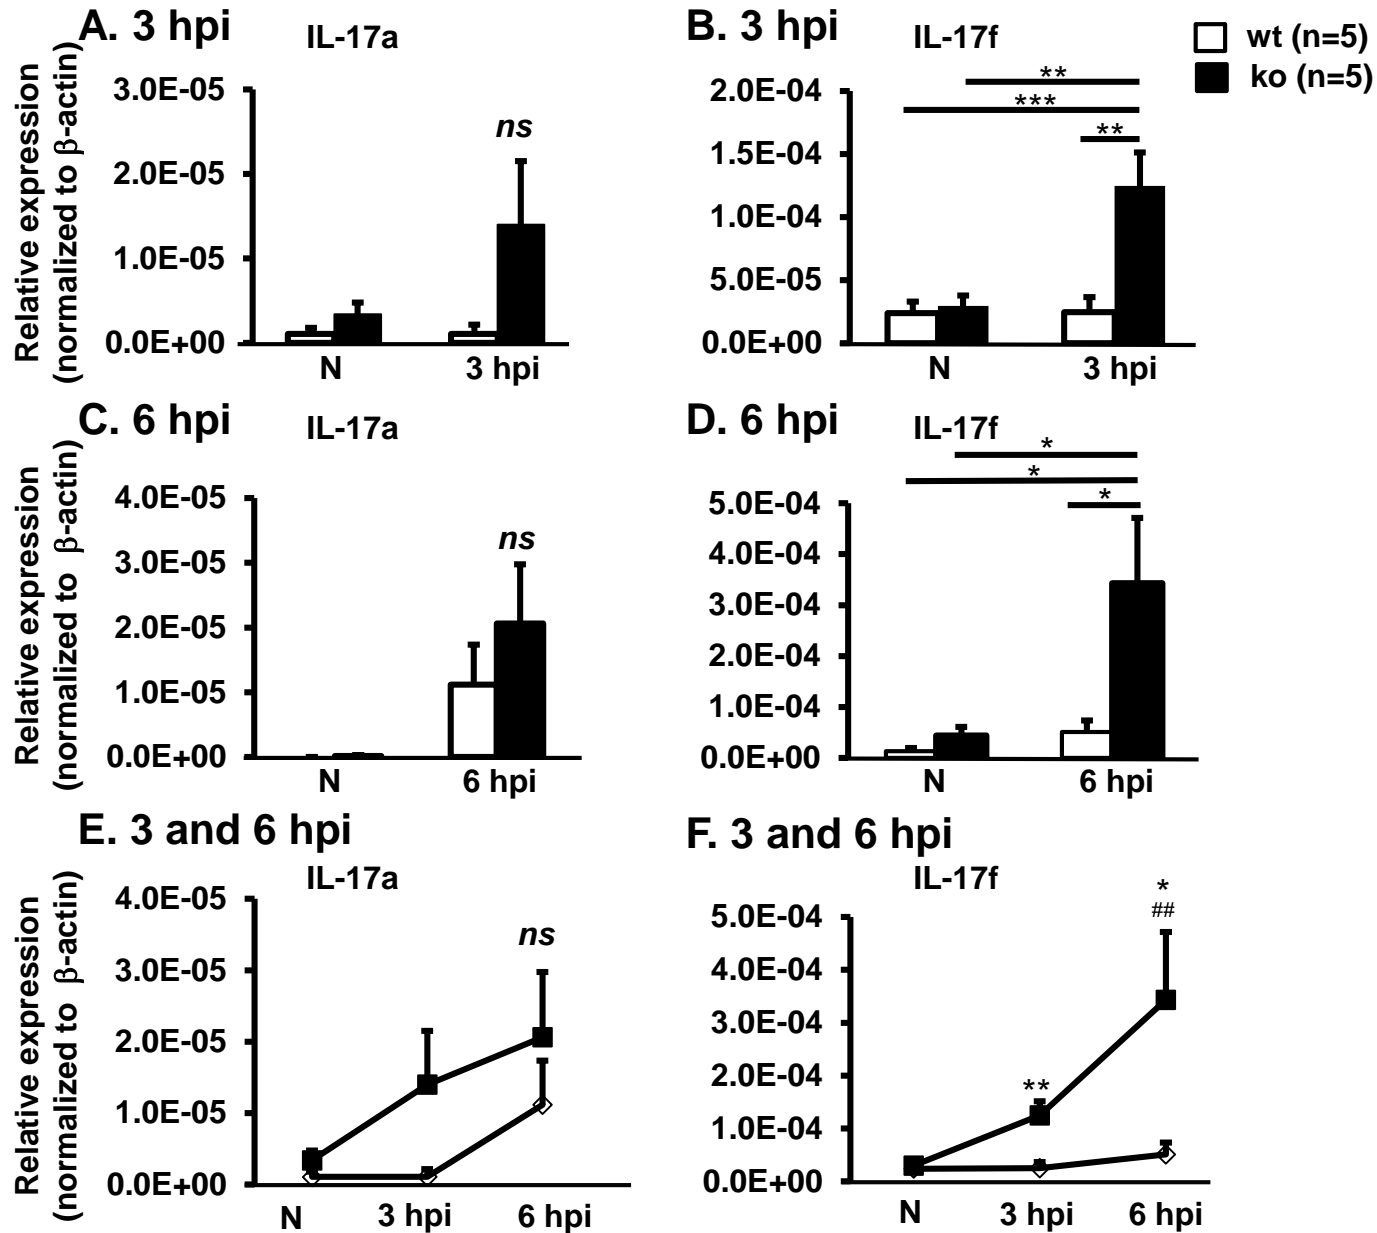 A. 3 hpi
IL-17a
Relative expression
(normalized to β-actin)
3.0E-05
2.0E-05
1.0E-05
0.0E+00
ns
N
3 hpi
B. 3 hpi
IL-17f
wt (n=5)
ko (n=5)
2.0E-04
1.5E-04
1.0E-04
5.0E-05
0.0E+00
**
***
**
N
3 hpi
C. 6 hpi
IL-17a
Relative expression
(normalized to β-actin)
4.0E-05
3.0E-05
2.0E-05
1.0E-05
0.0E+00
ns
N
6 hpi
D. 6 hpi
IL-17f
*
*
*
5.0E-04
4.0E-04
3.0E-04
2.0E-04
1.0E-04
0.0E+00
N
6 hpi
E. 3 and 6 hpi
IL-17a
Relative expression
(normalized to β-actin)
4.0E-05
3.0E-05
2.0E-05
1.0E-05
0.0E+00
ns
N
3 hpi
6 hpi
F. 3 and 6 hpi
IL-17f
5.0E-04
4.0E-04
3.0E-04
2.0E-04
1.0E-04
0.0E+00
**
*
##
N
3 hpi
6 hpi